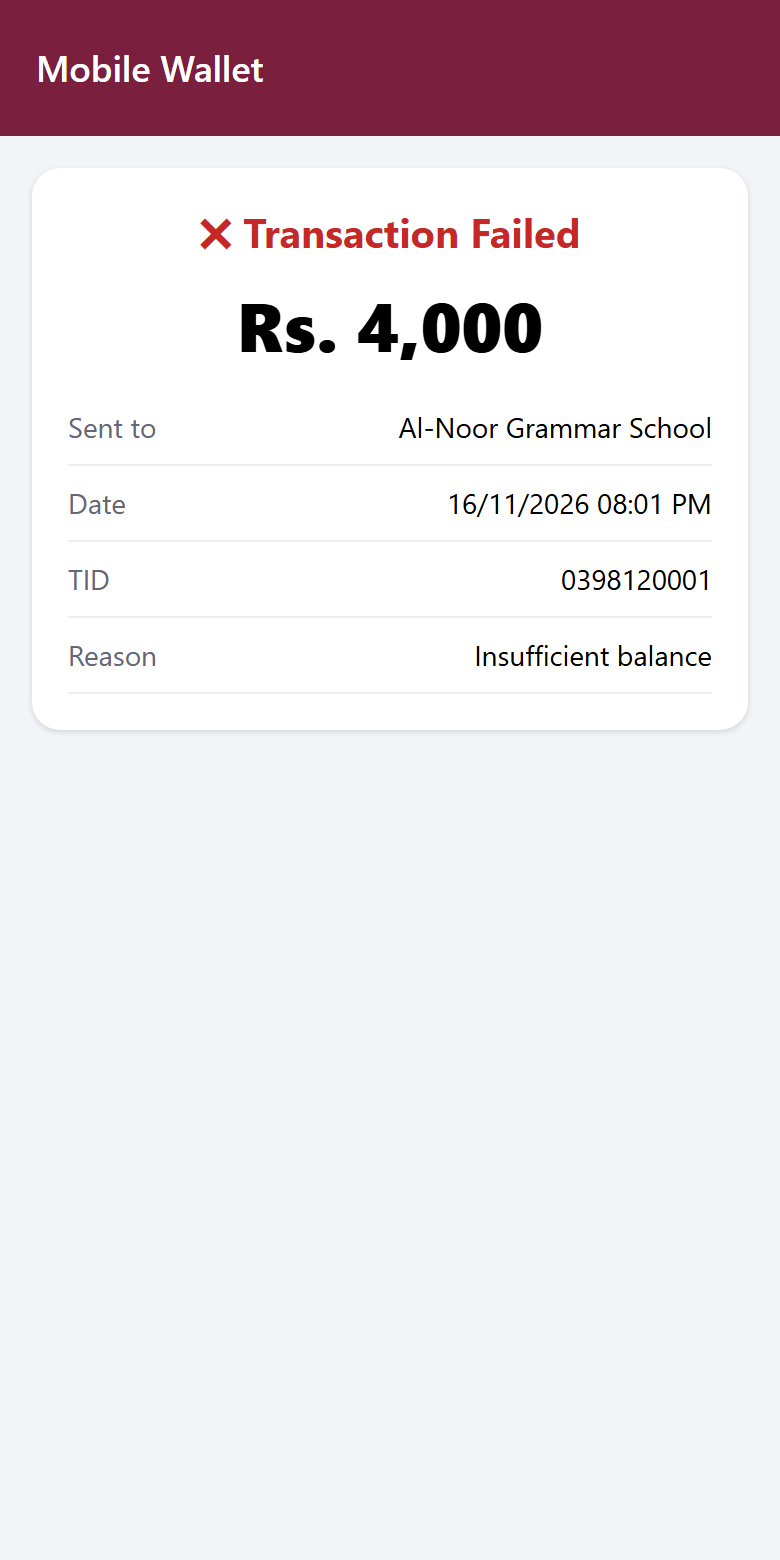 Mobile Wallet
❌ Transaction Failed
Rs. 4,000
Sent to Al-Noor Grammar School
Date 16/11/2026 08:01 PM
TID 0398120001
Reason Insufficient balance